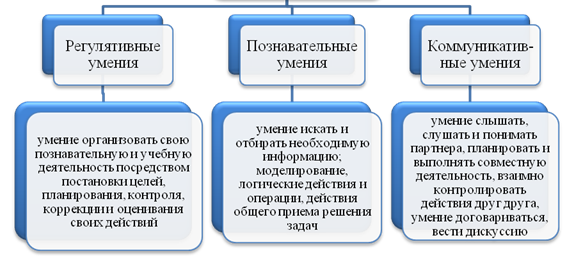 Регулятивные
умения
Познавательные
умения
Коммуникатив-
ные умения
умение организовать свою
познавательную и учебную
деятельность посредством
постановки целей,
планирования, контроля,
коррекции и оценивания
своих действий
умение искать и
отбирать необходимую
информацию;
моделирование,
логические действия и
операции, действия
общего приема решения
задач
умение слышать,
слушать и понимать
партнера, планировать и
выполнять совместную
деятельность, взаимно
контролировать
действия друг друга,
умение договариваться,
вести дискуссию